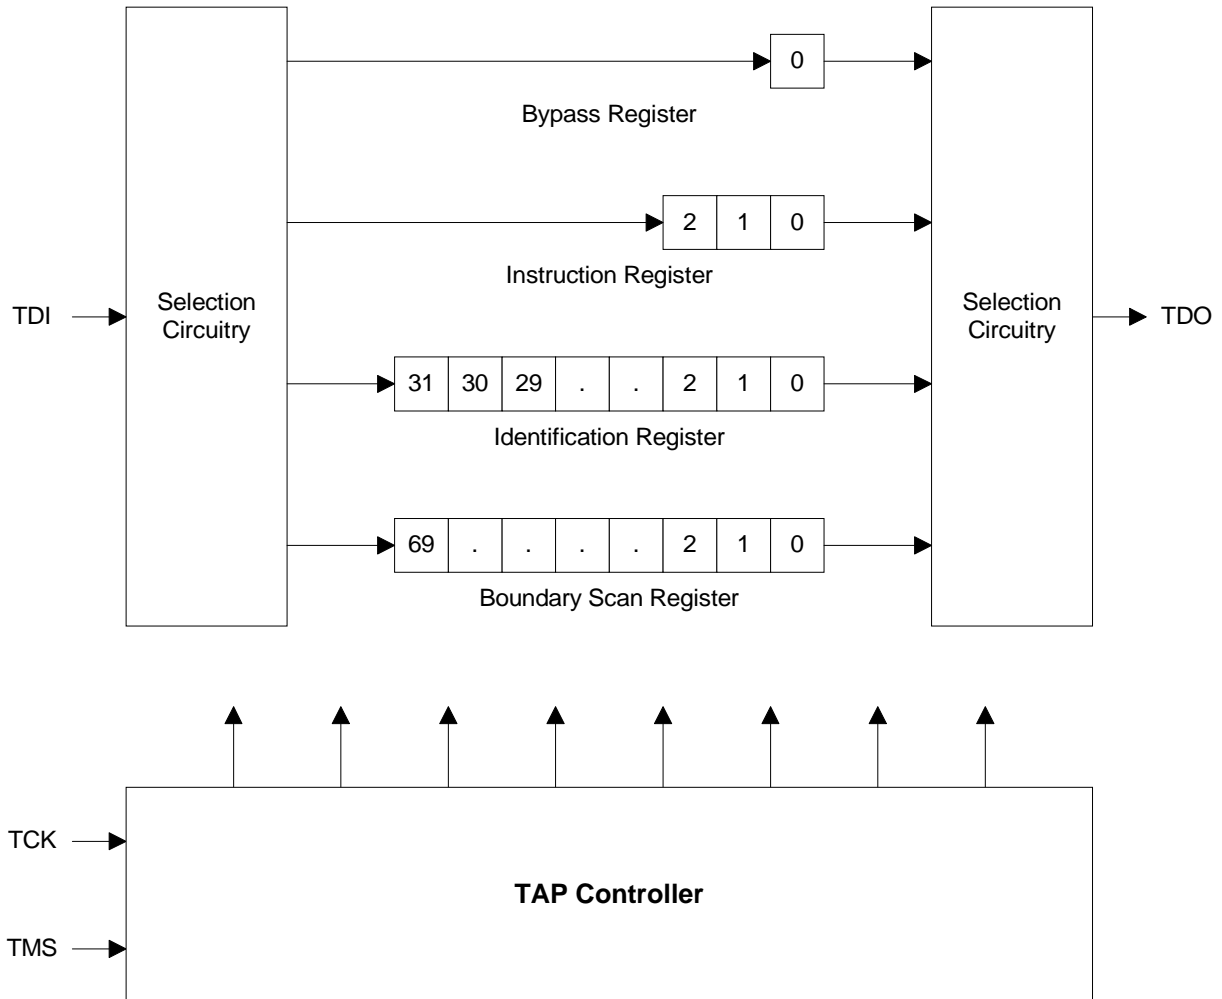 0
Bypass Register
2 1 0
Instruction Register
TDI
Selection
Circuitry
Selection
Circuitry
TDO
31 30 29 . . 2 1 0
Identification Register
69 . . . . 2 1 0
Boundary Scan Register
TCK
TAP Controller
TMS